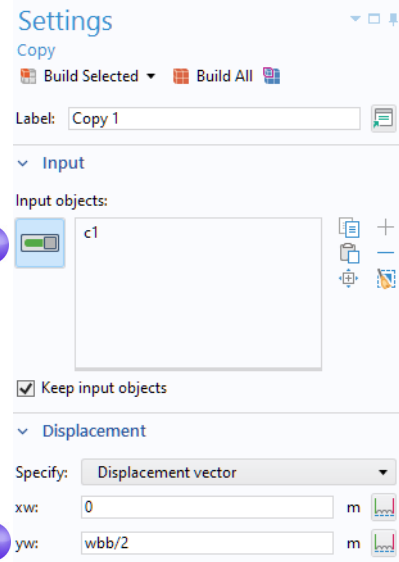 Settings
Copy
Build Selected Build All
Label: Copy 1
Input
Input objects:
c1
Keep input objects
Displacement
Specify: Displacement vector
xw: 0 m
yw: wbb/2 m